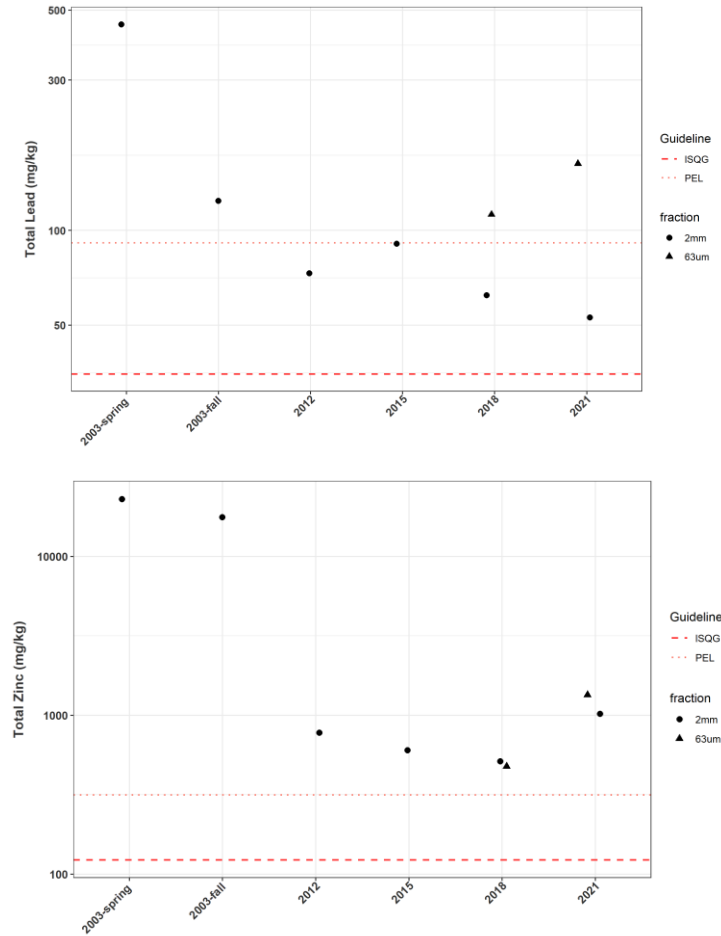 500
300
100
50
Total Lead (mg/kg)
2003-spring
2003-fall
2012
2015
2018
2021
Guideline
ISQG
PEL
fraction
2mm
63um
10000
1000
100
Total Zinc (mg/kg)
2003-spring
2003-fall
2012
2015
2018
2021
Guideline
ISQG
PEL
fraction
2mm
63um